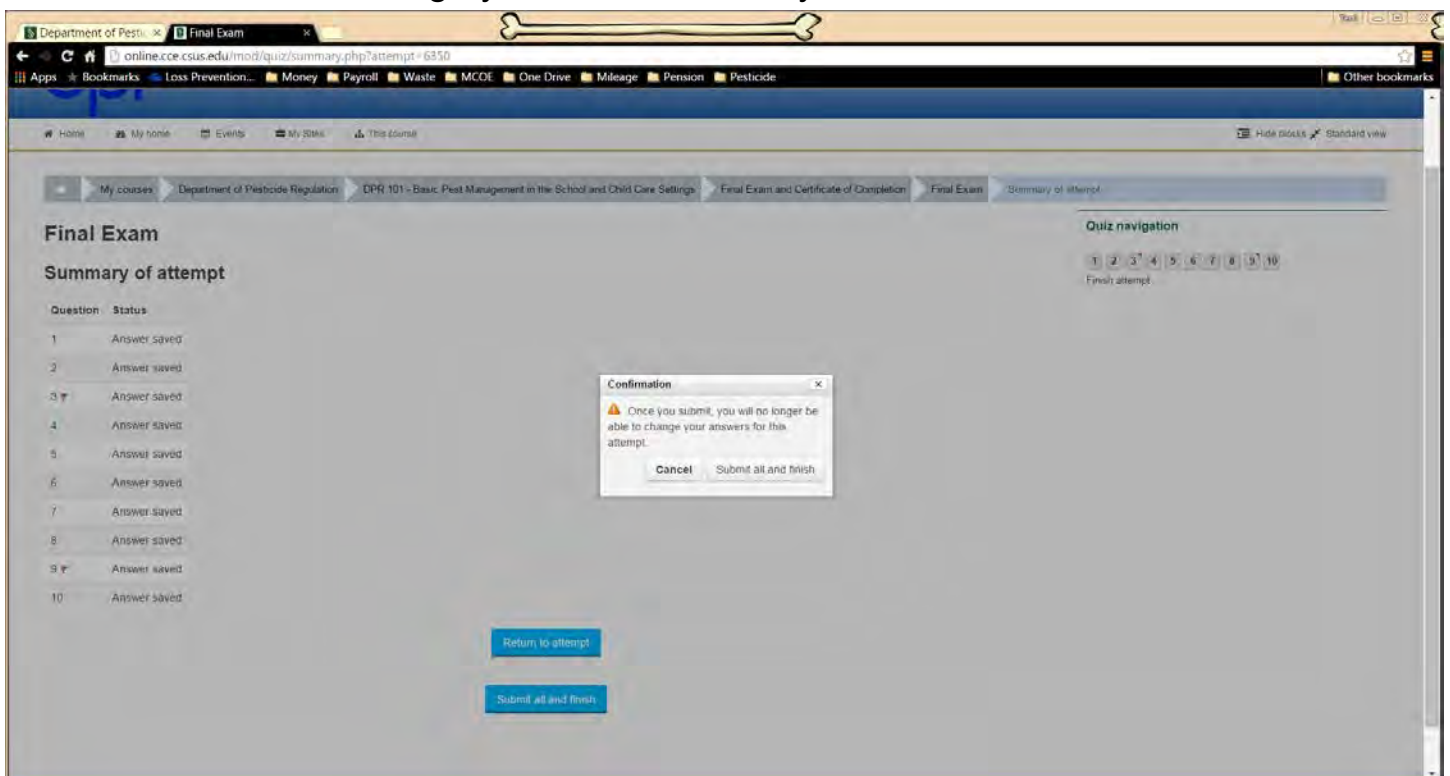 Department of Pestic
Final Exam
online.cce.csus.edu/mod/quiz/summary.php?attempt=6350
Apps Bookmarks Loss Prevention... Money Payroll Waste MCOE One Drive Mileage Pension Pesticide Other bookmarks
Home My home Events My Sites This course Hide blocks Standard view
My courses Department of Pesticide Regulation DPR 101 - Basic Pest Management in the School and Child Care Settings Final Exam and Certificate of Completion Final Exam Summary of attempt
Final Exam
Summary of attempt
Question Status
1 Answer saved
2 Answer saved
3 Answer saved
4 Answer saved
5 Answer saved
6 Answer saved
7 Answer saved
8 Answer saved
9 Answer saved
10 Answer saved
Return to attempt
Submit all and finish
Confirmation
Once you submit, you will no longer be
able to change your answers for this
attempt.
Cancel Submit all and finish
Quiz navigation
1 2 3 4 5 6 7 8 9 10
Finish attempt